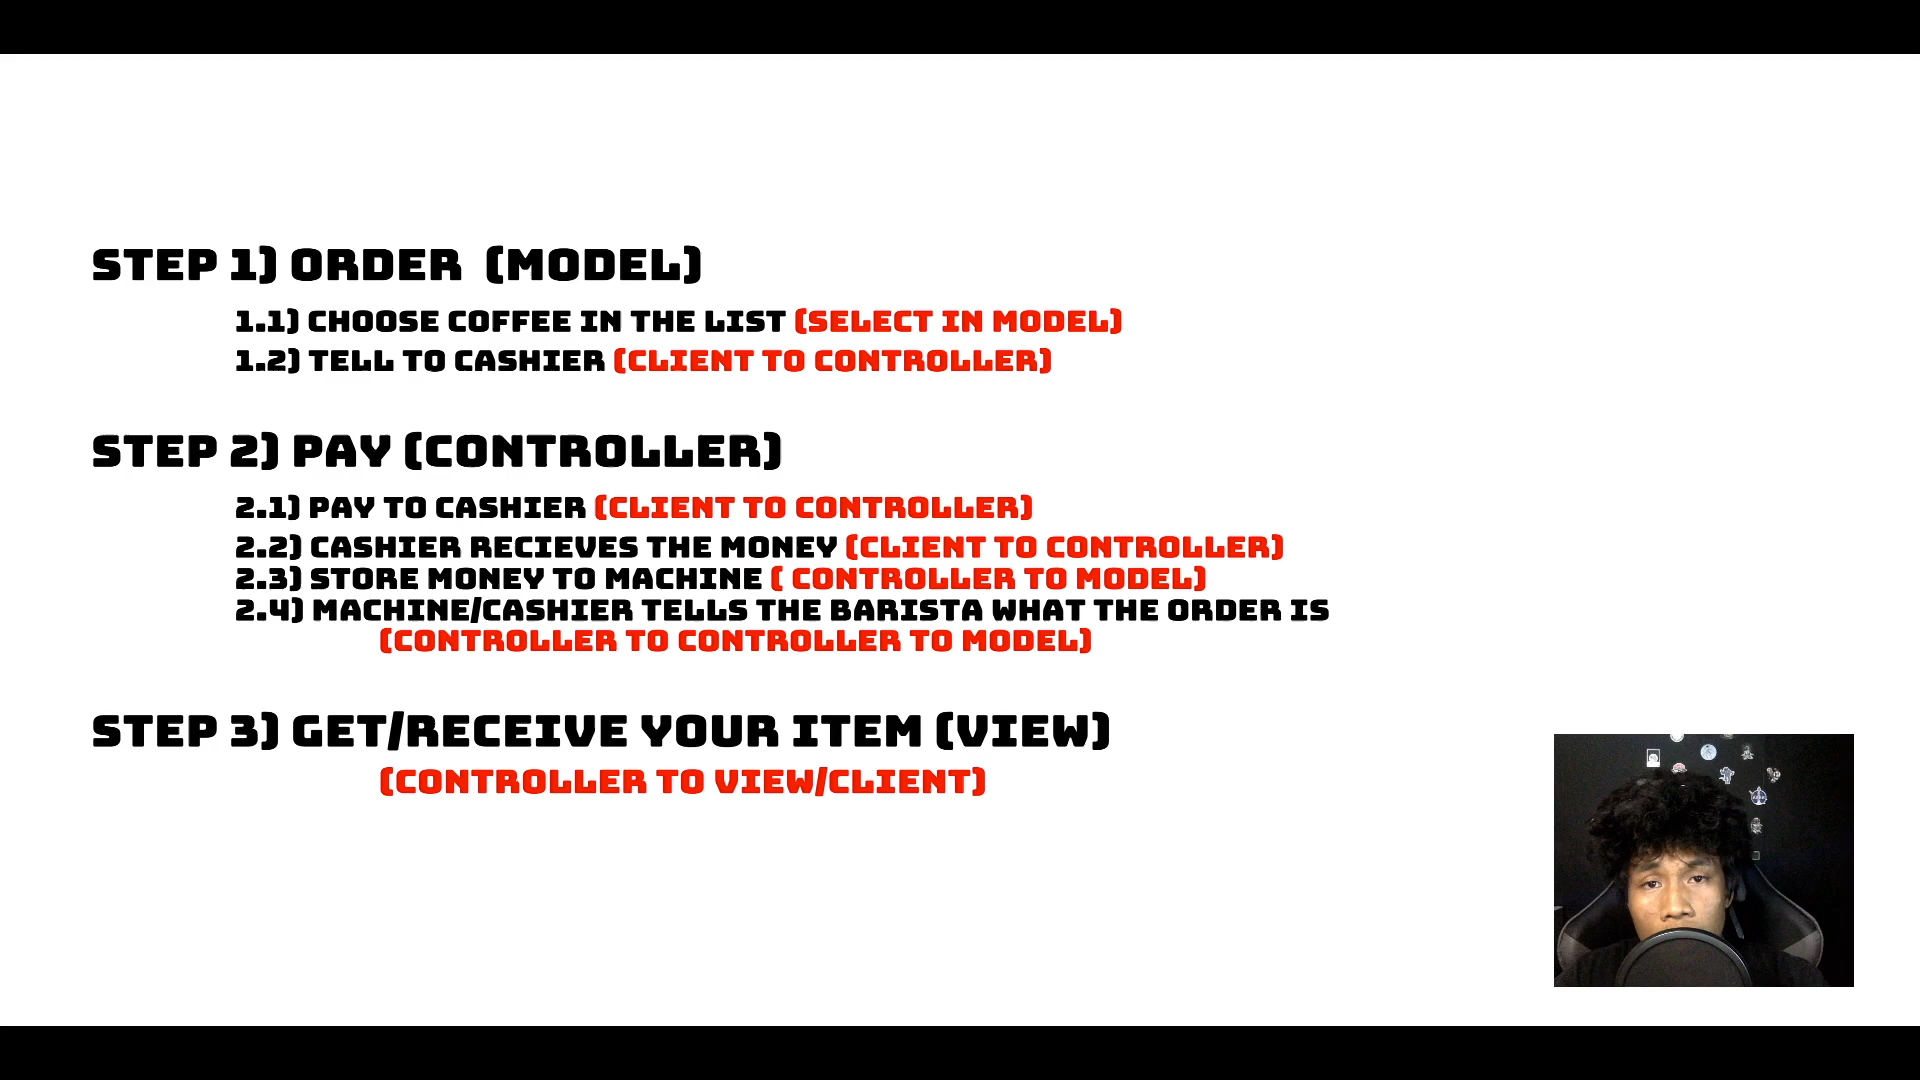 STEP 1) ORDER (MODEL)
1.1) CHOOSE COFFEE IN THE LIST (SELECT IN MODEL)
1.2) TELL TO CASHIER (CLIENT TO CONTROLLER)
STEP 2) PAY (CONTROLLER)
2.1) PAY TO CASHIER (CLIENT TO CONTROLLER)
2.2) CASHIER RECIEVES THE MONEY (CLIENT TO CONTROLLER)
2.3) STORE MONEY TO MACHINE ( CONTROLLER TO MODEL)
2.4) MACHINE/CASHIER TELLS THE BARISTA WHAT THE ORDER IS
(CONTROLLER TO CONTROLLER TO MODEL)
STEP 3) GET/RECEIVE YOUR ITEM (VIEW)
(CONTROLLER TO VIEW/CLIENT)